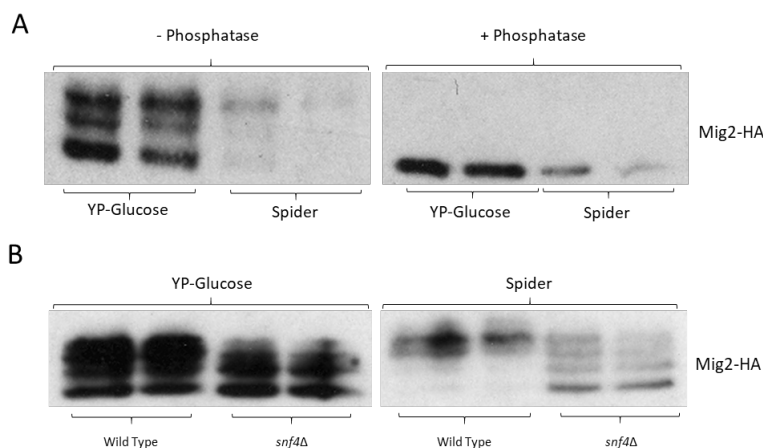 A
- Phosphatase
+ Phosphatase
Mig2-HA
YP-Glucose
Spider
YP-Glucose
Spider
B
YP-Glucose
Spider
Mig2-HA
Wild Type
snf4Δ
Wild Type
snf4Δ